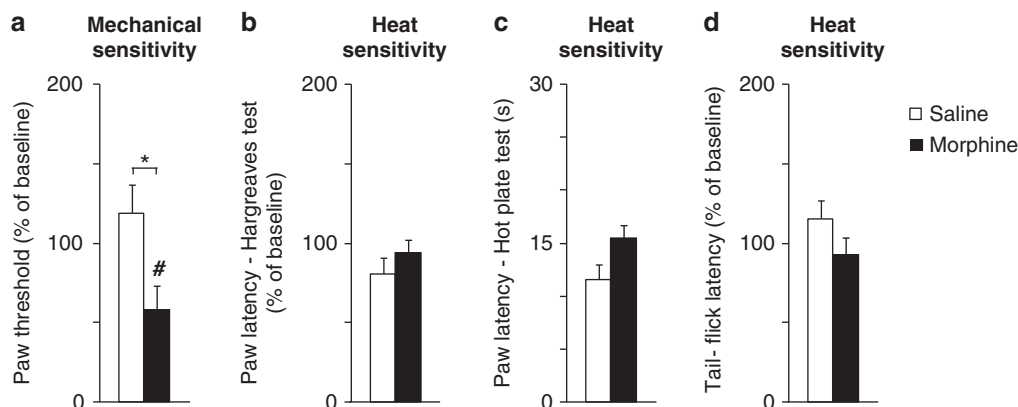 a
Mechanical
sensitivity
Paw threshold (% of baseline)
200
100
0
*
#
b
Heat
sensitivity
Paw latency - Hargreaves test
(% of baseline)
200
100
0
c
Heat
sensitivity
Paw latency - Hot plate test (s)
30
15
0
d
Heat
sensitivity
Tail- flick latency (% of baseline)
200
100
0
Saline
Morphine